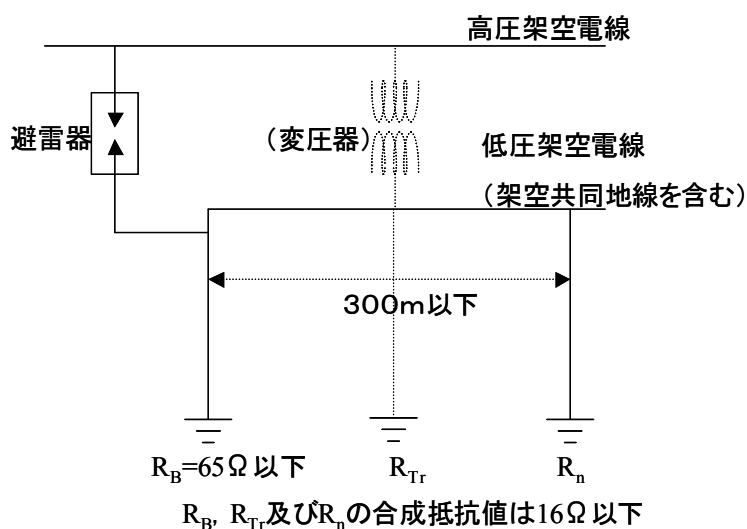 高圧架空電線
避雷器
(変圧器)
低圧架空電線
(架空共同地線を含む)
300m以下
R_B=65Ω以下
R_Tr
R_n
R_B, R_Tr及びR_nの合成抵抗値は16Ω以下